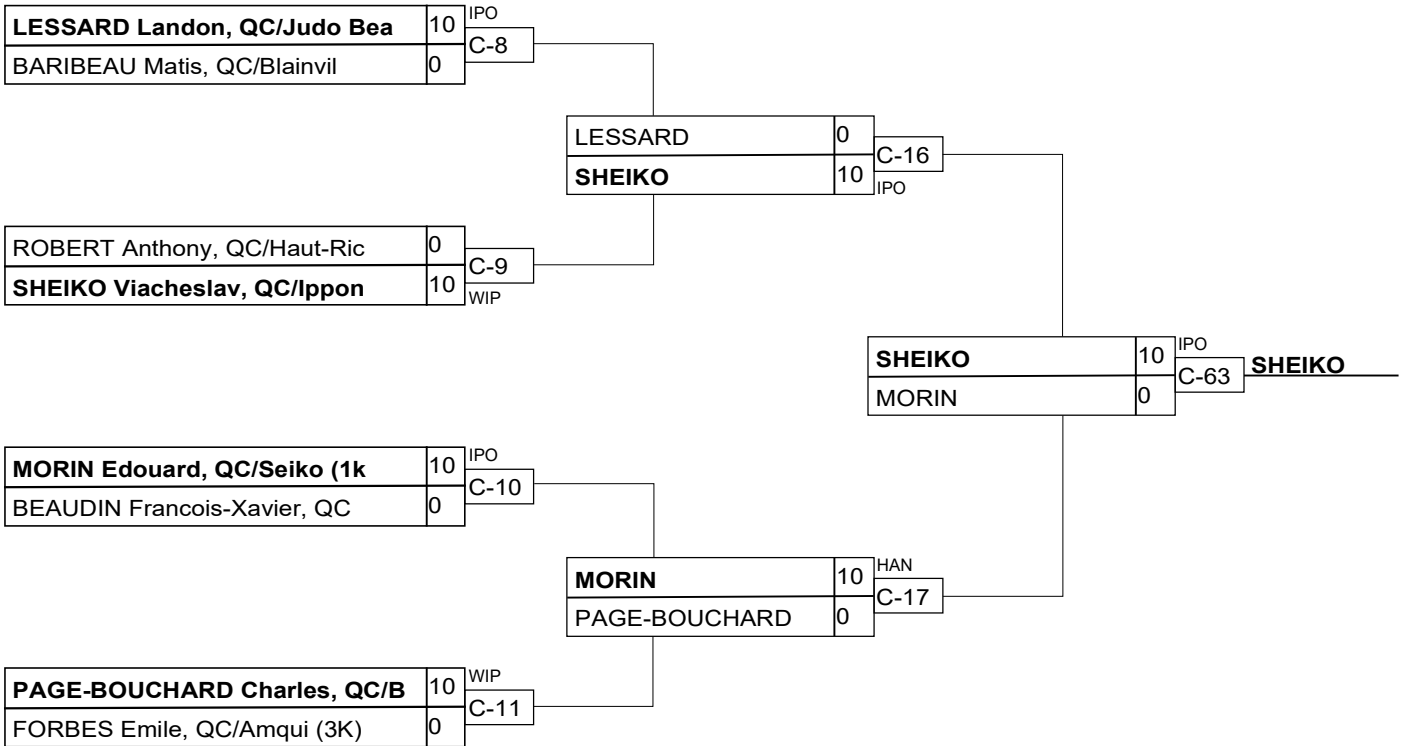 LESSARD Landon, QC/Judo Bea 10 IPO
C-8
BARIBEAU Matis, QC/Blainvil 0
LESSARD 0
C-16
SHEIKO 10 IPO
ROBERT Anthony, QC/Haut-Ric 0
C-9
SHEIKO Viacheslav, QC/Ippon 10 WIP
SHEIKO 10 IPO
C-63 SHEIKO
MORIN 0
MORIN Edouard, QC/Seiko (1k 10 IPO
C-10
BEAUDIN Francois-Xavier, QC 0
MORIN 10 HAN
C-17
PAGE-BOUCHARD 0
PAGE-BOUCHARD Charles, QC/B 10 WIP
C-11
FORBES Emile, QC/Amqui (3K) 0